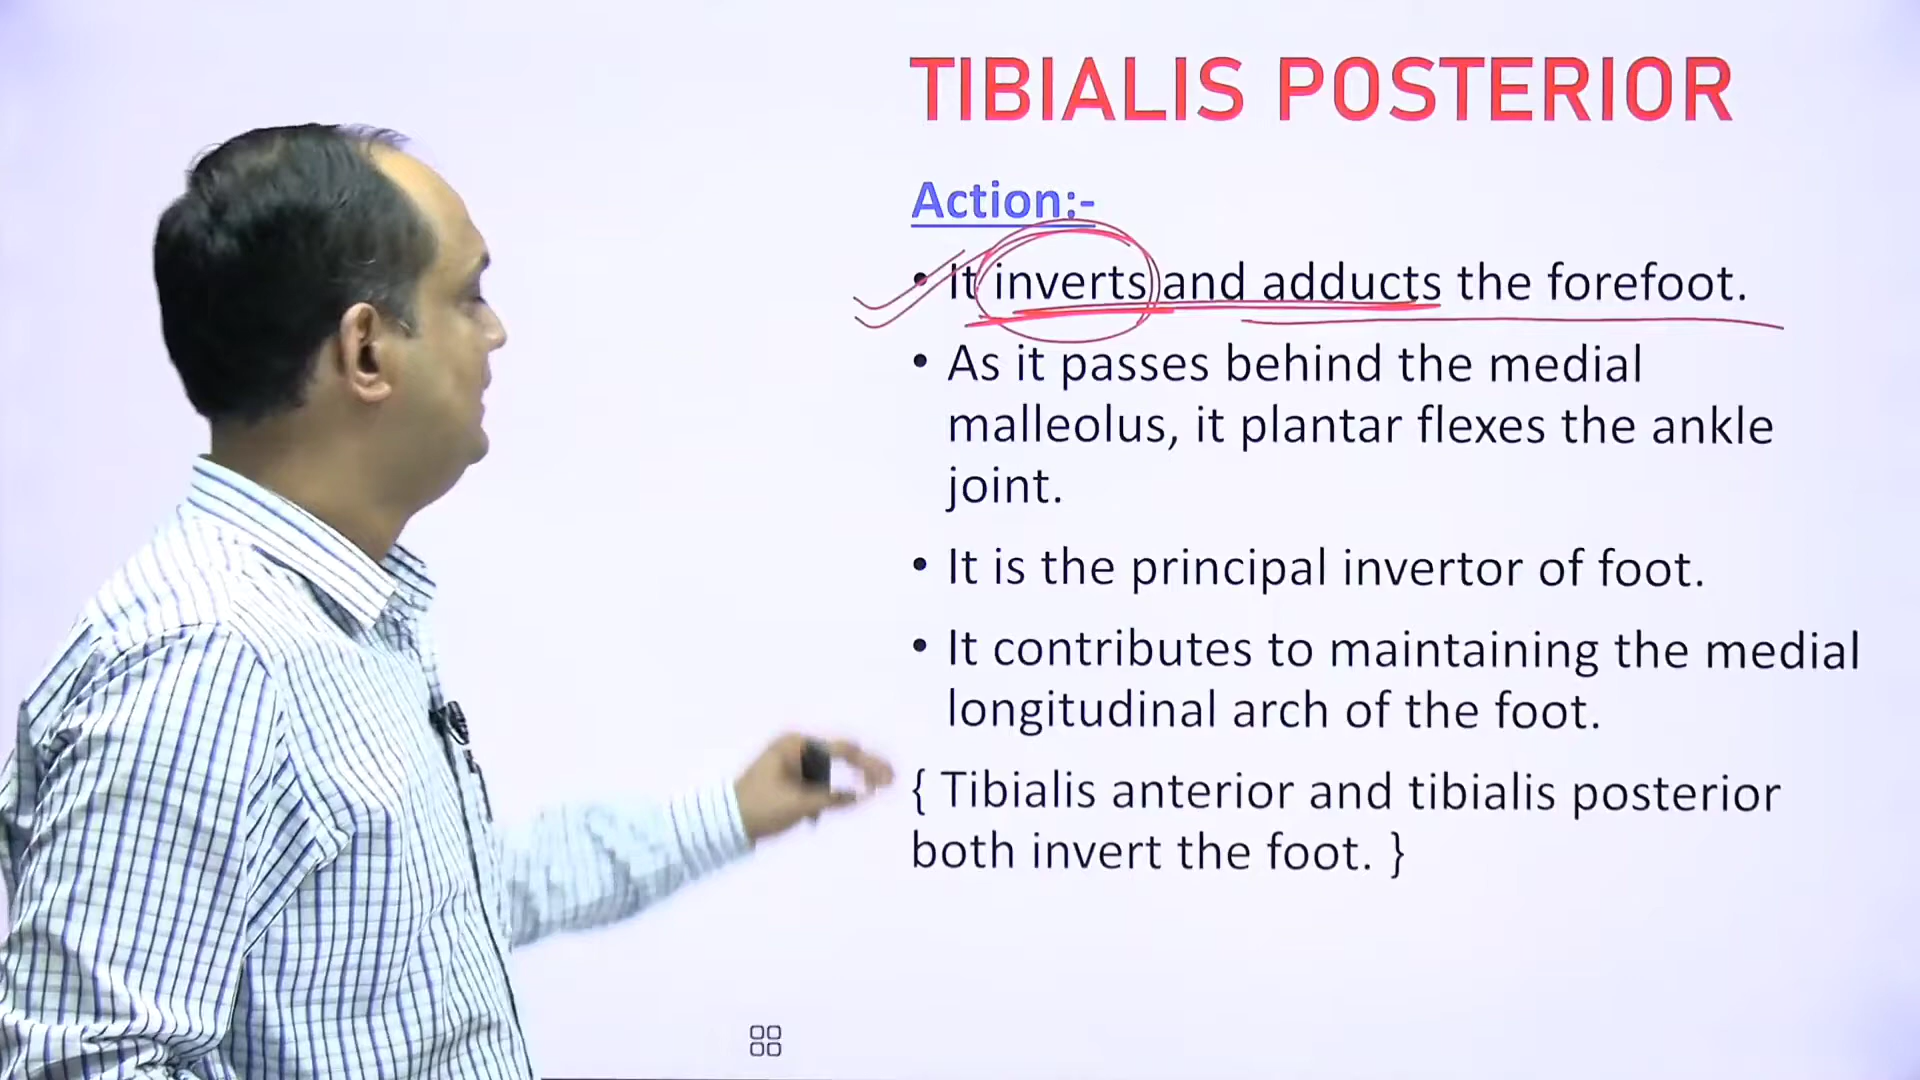 TIBIALIS POSTERIOR
Action:-
• It inverts and adducts the forefoot.
• As it passes behind the medial
malleolus, it plantar flexes the ankle
joint.
• It is the principal invertor of foot.
• It contributes to maintaining the medial
longitudinal arch of the foot.
{ Tibialis anterior and tibialis posterior
both invert the foot. }